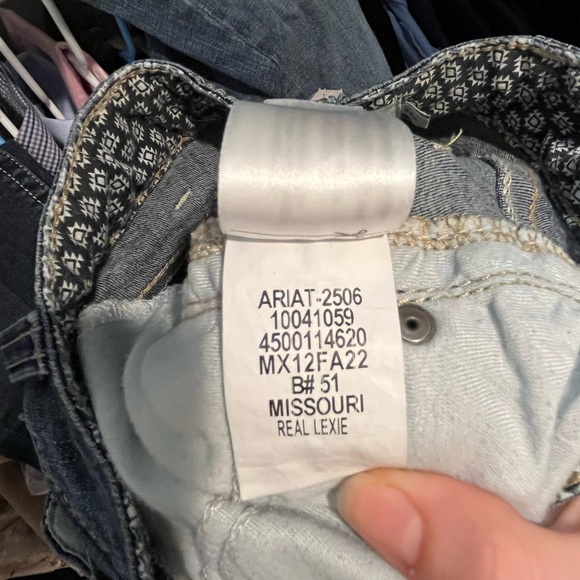 ARIAT-2506
10041059
4500114620
MX12FA22
B# 51
MISSOURI
REAL LEXIE